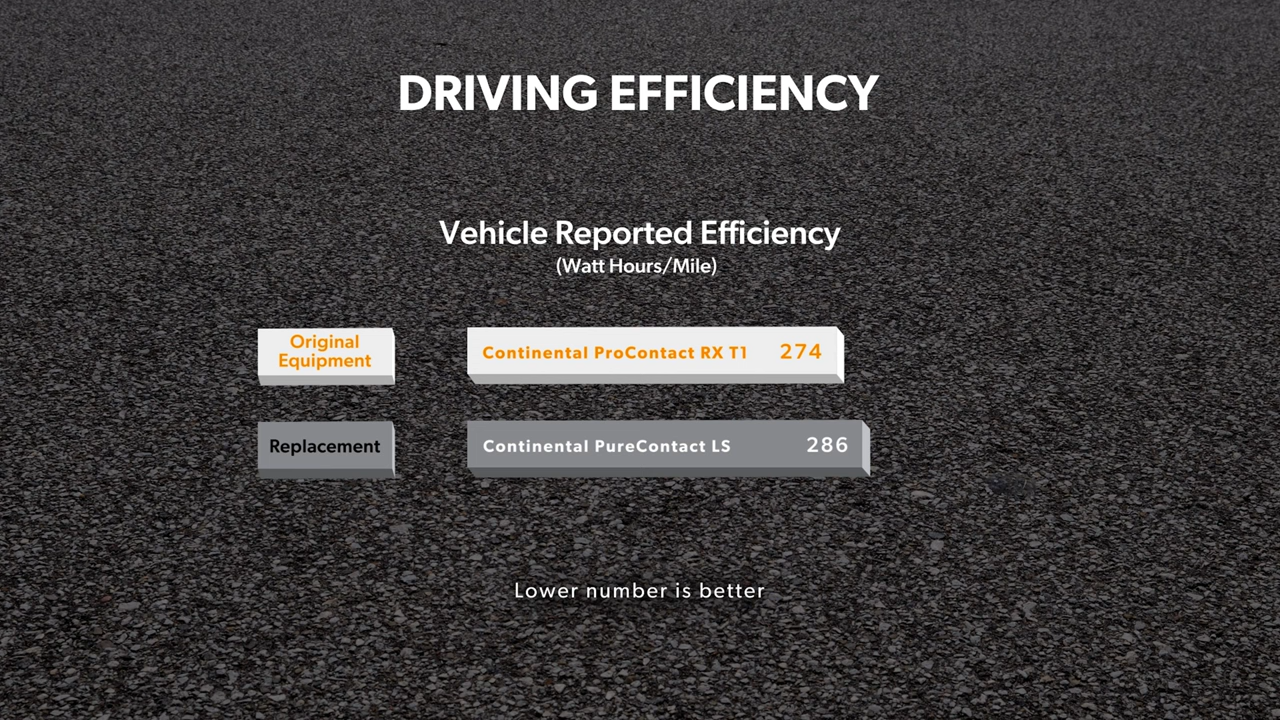 DRIVING EFFICIENCY
Vehicle Reported Efficiency
(Watt Hours/Mile)
Original
Equipment
Continental ProContact RX T1 274
Replacement
Continental PureContact LS 286
Lower number is better